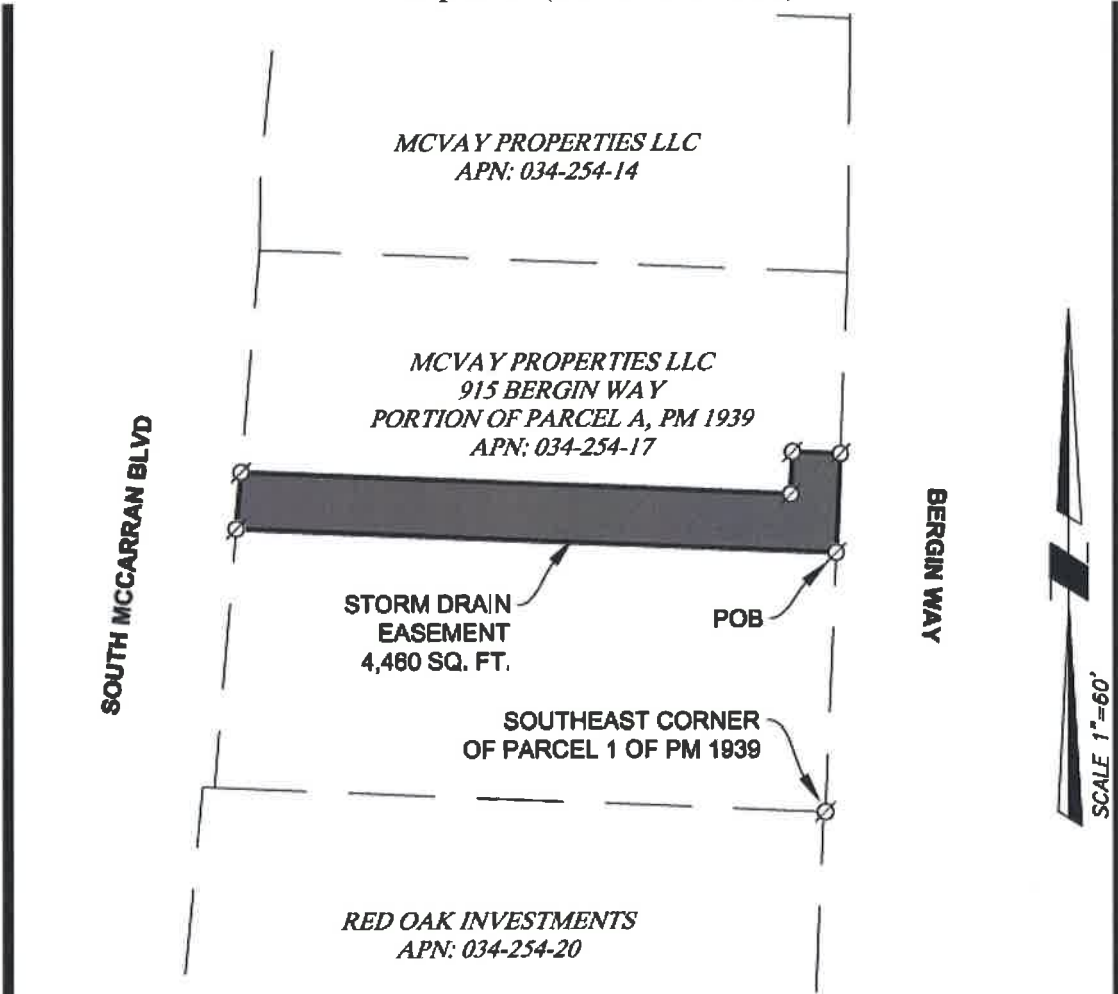 MCVAY PROPERTIES LLC
APN: 034-254-14
MCVAY PROPERTIES LLC
915 BERGIN WAY
PORTION OF PARCEL A, PM 1939
APN: 034-254-17
SOUTH MCCARRAN BLVD
BERGIN WAY
STORM DRAIN
EASEMENT
4,460 SQ. FT.
POB
SOUTHEAST CORNER
OF PARCEL 1 OF PM 1939
SCALE 1"=60'
RED OAK INVESTMENTS
APN: 034-254-20